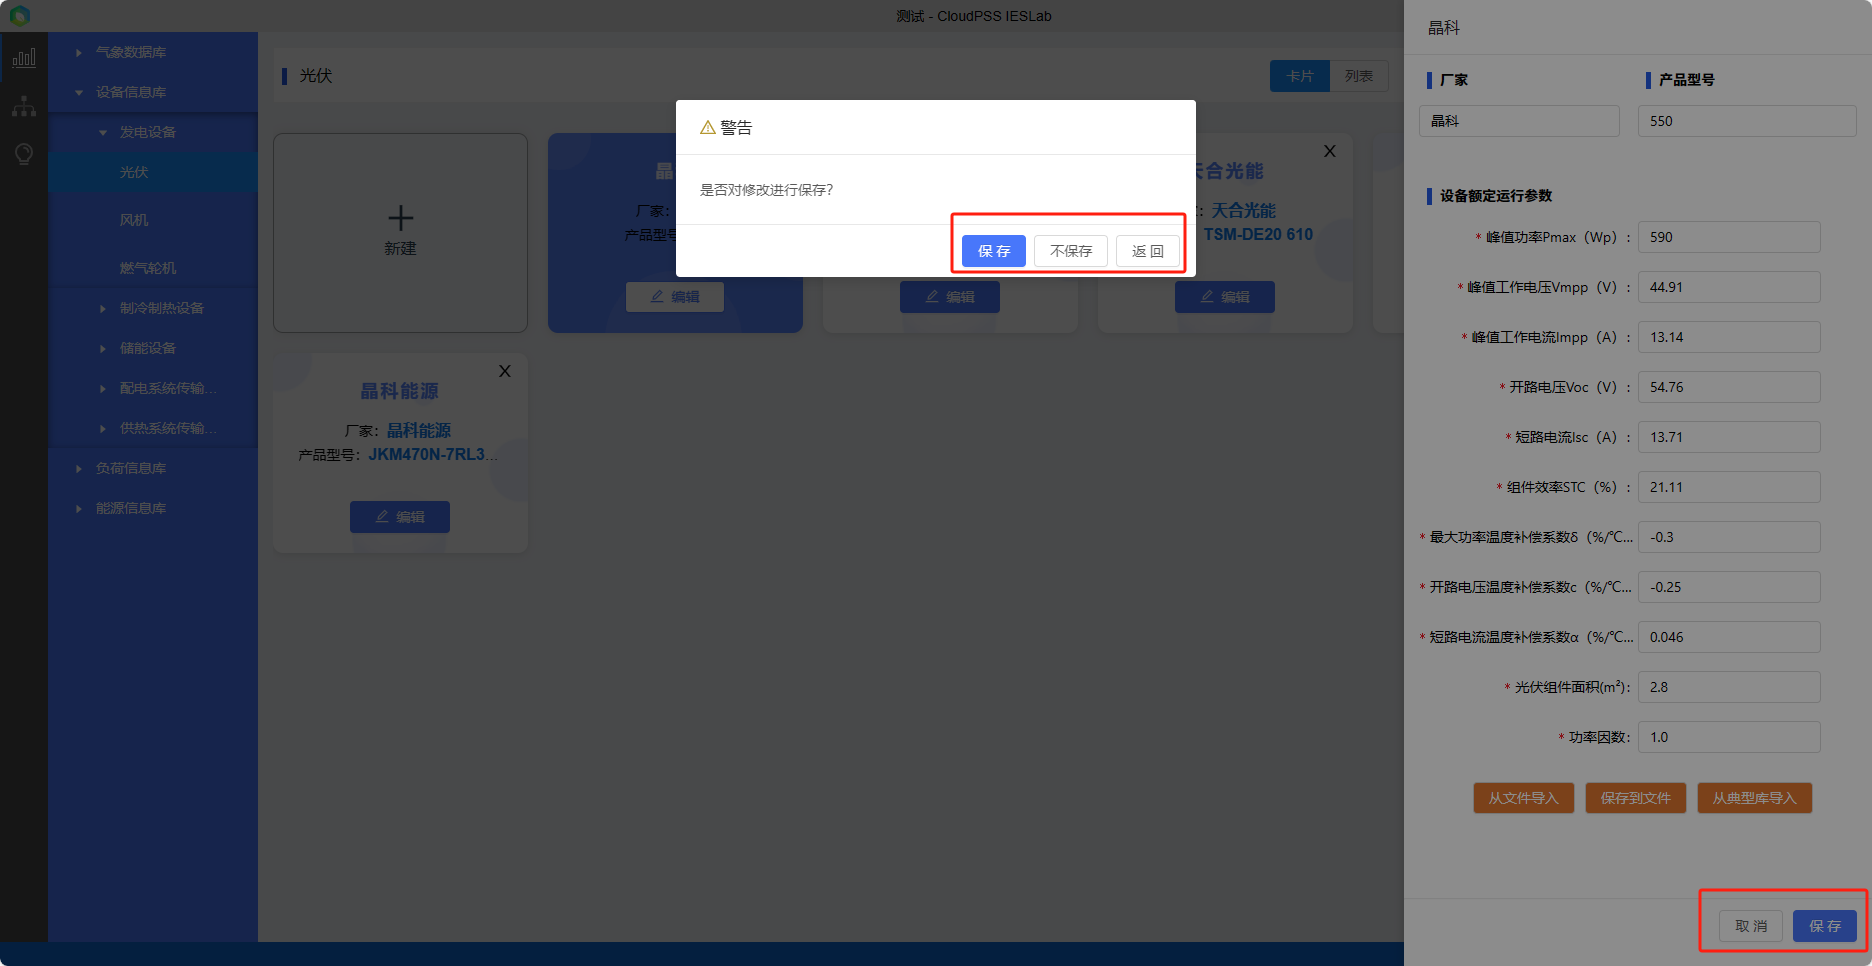 测试 - CloudPSS IESLab
气象数据库
设备信息库
发电设备
光伏
风机
燃气轮机
制冷制热设备
储能设备
配电系统传输...
供热系统传输...
负荷信息库
能源信息库
光伏
卡片
列表
新建
晶
厂家：
产品型号
编辑
编辑
X
天合光能
：天合光能
TSM-DE20 610
编辑
X
晶科能源
厂家：晶科能源
产品型号：JKM470N-7RL3...
编辑
警告
是否对修改进行保存?
保 存
不保存
返 回
晶科
厂家
产品型号
晶科
550
设备额定运行参数
* 峰值功率Pmax（Wp）：590
* 峰值工作电压Vmpp（V）：44.91
* 峰值工作电流Impp（A）：13.14
* 开路电压Voc（V）：54.76
* 短路电流Isc（A）：13.71
* 组件效率STC（%）：21.11
* 最大功率温度补偿系数δ（%/℃... -0.3
* 开路电压温度补偿系数c（%/℃... -0.25
* 短路电流温度补偿系数α（%/℃... 0.046
* 光伏组件面积(m²)：2.8
* 功率因数：1.0
从文件导入
保存到文件
从典型库导入
取 消
保 存